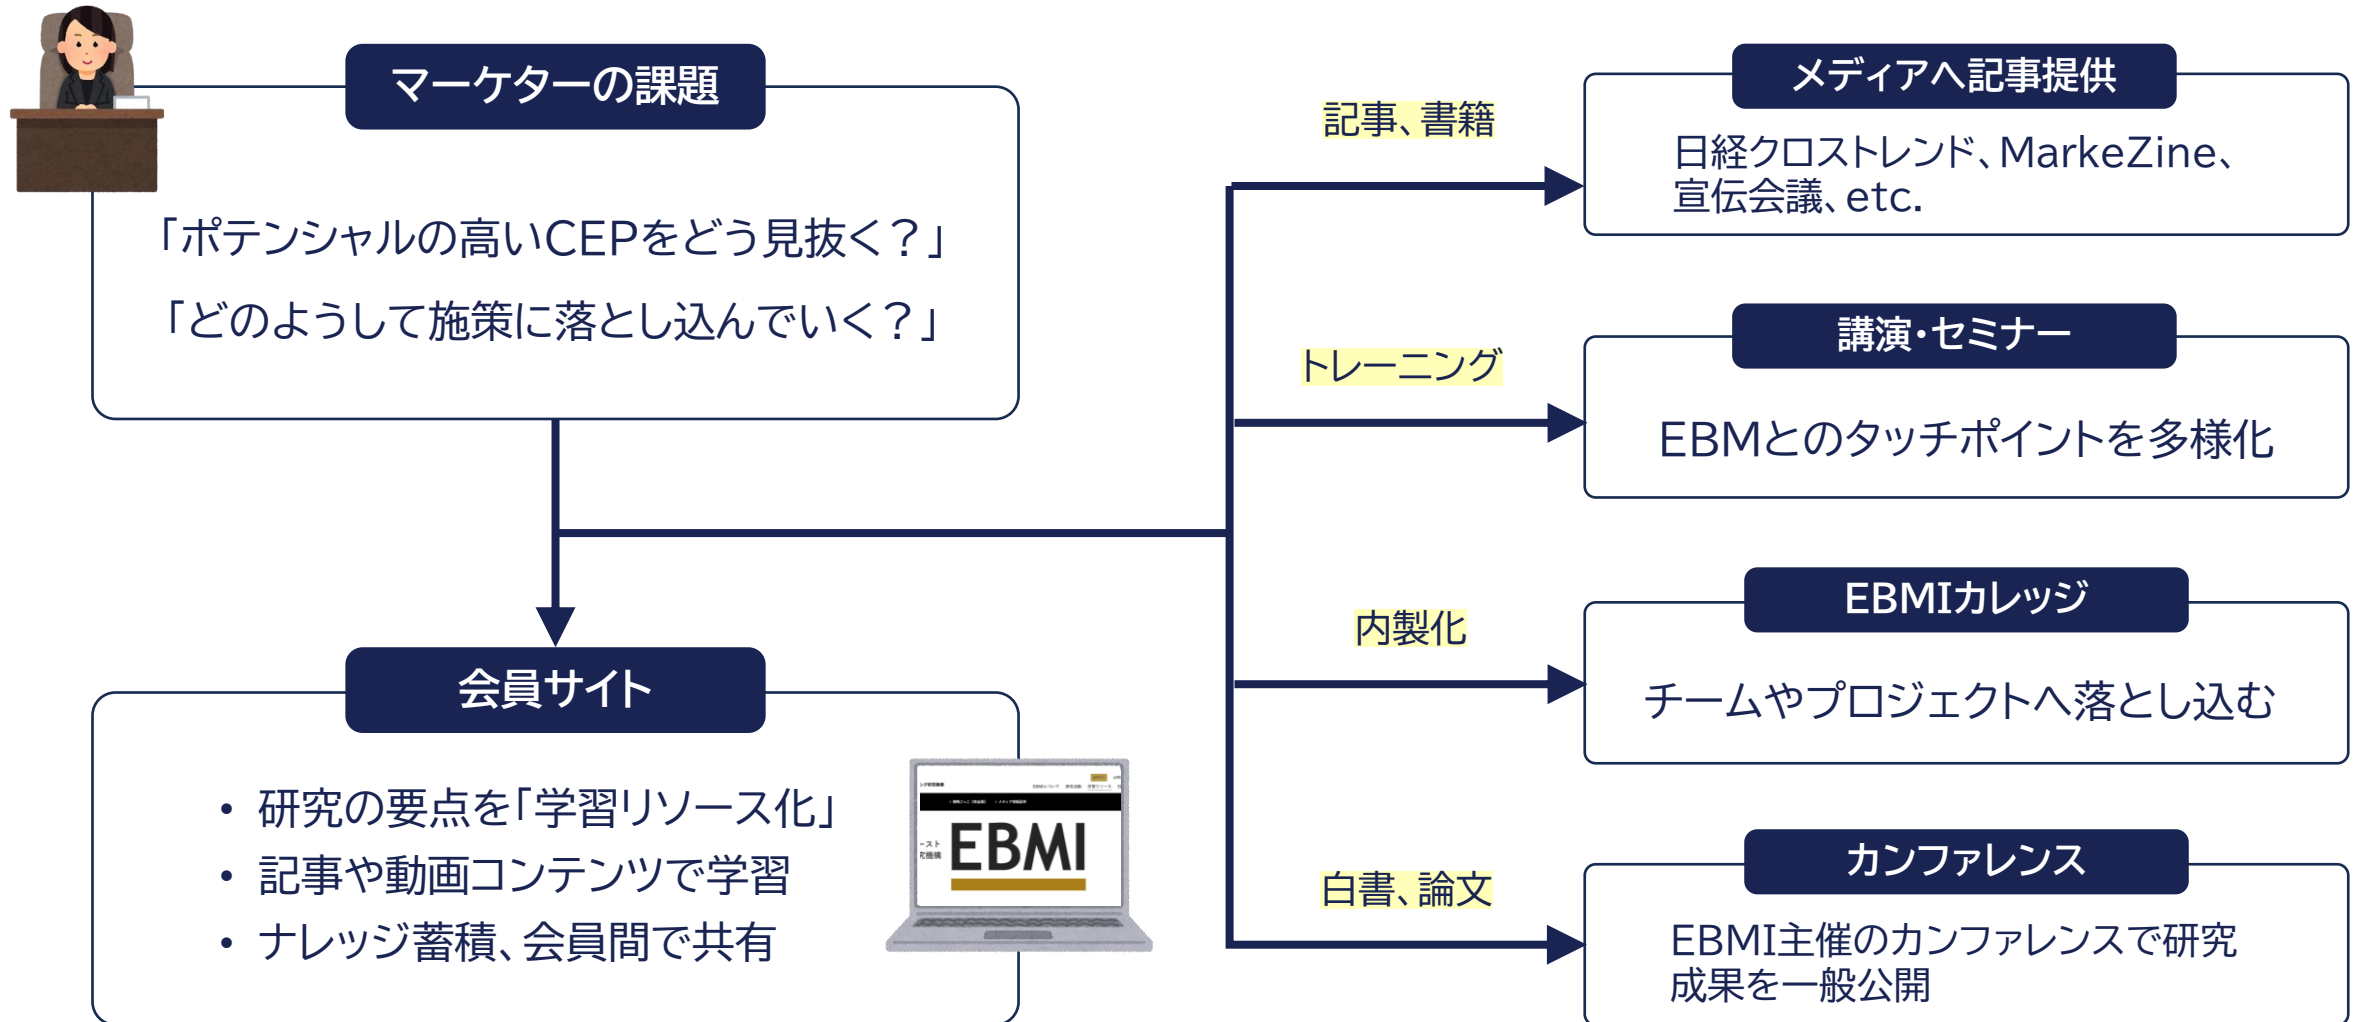 マーケターの課題
「ポテンシャルの高いCEPをどう見抜く？」
「どのようして施策に落とし込んでいく？」
会員サイト
• 研究の要点を「学習リソース化」
• 記事や動画コンテンツで学習
• ナレッジ蓄積、会員間で共有
EBMI
記事、書籍
メディアへ記事提供
日経クロストレンド、MarkeZine、
宣伝会議、etc.
トレーニング
講演・セミナー
EBMとのタッチポイントを多様化
内製化
EBMIカレッジ
チームやプロジェクトへ落とし込む
白書、論文
カンファレンス
EBMI主催のカンファレンスで研究
成果を一般公開